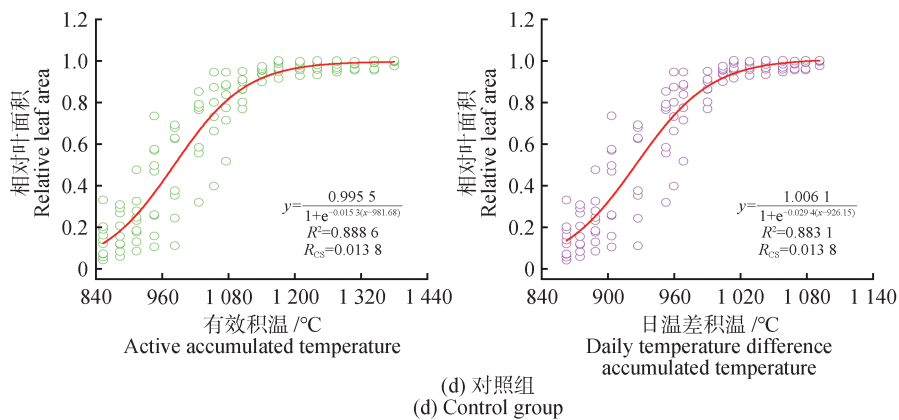 1.2
1.0
0.8
0.6
0.4
0.2
0
相对叶面积
Relative leaf area
y=0.995 5/1+e^{-0.015 3(x-981.68)}
R²=0.888 6
R_{CS}=0.013 8
840 960 1 080 1 200 1 320 1 440
有效积温 /°C
Active accumulated temperature
1.2
1.0
0.8
0.6
0.4
0.2
0
相对叶面积
Relative leaf area
y=1.006 1/1+e^{-0.029 4(x-926.15)}
R²=0.883 1
R_{CS}=0.013 8
840 900 960 1 020 1 080 1 140
日温差积温 /°C
Daily temperature difference
accumulated temperature
(d) 对照组
(d) Control group